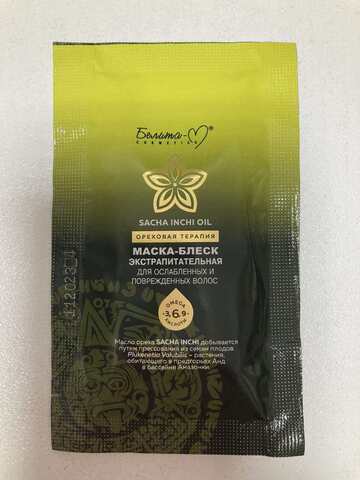 Белита-М®
COSMETICS
SACHA INCHI OIL
ОРЕХОВАЯ ТЕРАПИЯ
МАСКА-БЛЕСК
ЭКСТРАПИТАТЕЛЬНАЯ
ДЛЯ ОСЛАБЛЕННЫХ И
ПОВРЕЖДЕННЫХ ВОЛОС
ОМЕГА
3,6,9-
КИСЛОТЫ
Масло ореха SACHA INCHI добывается
путем прессования из семян плодов
Plukenetia Volubilis – растения,
обитающего в предгорьях Анд
в бассейне Амазонки.